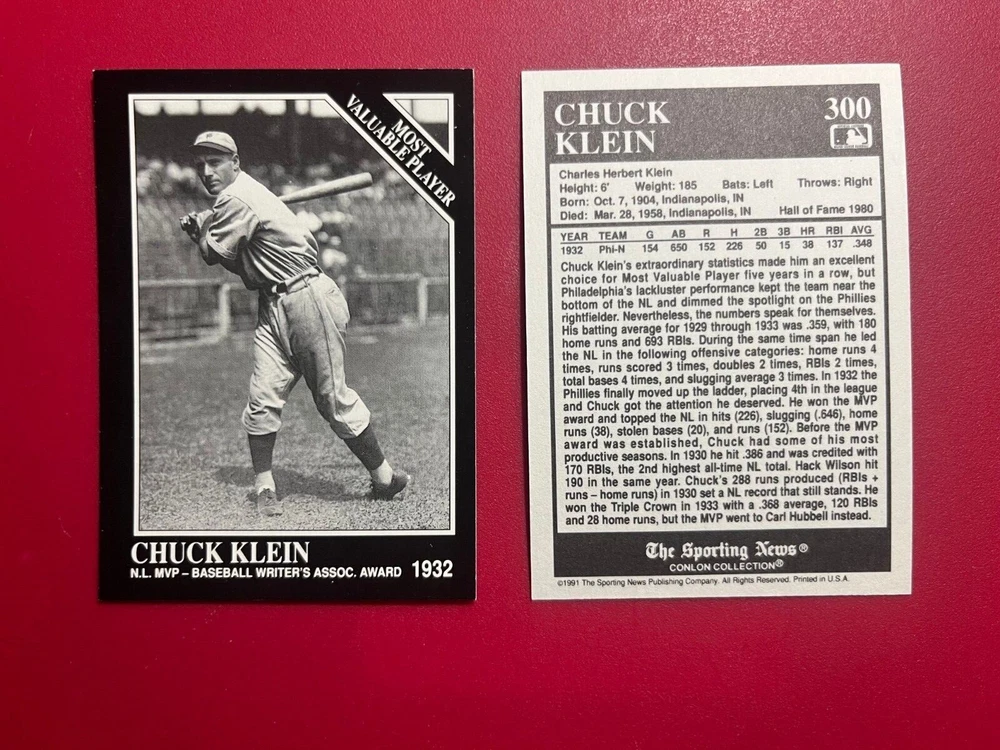 MOST
VALUABLE PLAYER
CHUCK KLEIN
N.L. MVP – BASEBALL WRITER'S ASSOC. AWARD 1932
CHUCK
KLEIN
300
Charles Herbert Klein
Height: 6' Weight: 185 Bats: Left Throws: Right
Born: Oct. 7, 1904, Indianapolis, IN
Died: Mar. 28, 1958, Indianapolis, IN Hall of Fame 1980
YEAR TEAM G AB R H 2B 3B HR RBI AVG
1932 Phi-N 154 650 152 226 50 15 38 137 .348
Chuck Klein's extraordinary statistics made him an excellent
choice for Most Valuable Player five years in a row, but
Philadelphia's lackluster performance kept the team near the
bottom of the NL and dimmed the spotlight on the Phillies
rightfielder. Nevertheless, the numbers speak for themselves.
His batting average for 1929 through 1933 was .359, with 180
home runs and 693 RBIs. During the same time span he led
the NL in the following offensive categories: home runs 4
times, runs scored 3 times, doubles 2 times, RBIs 2 times,
total bases 4 times, and slugging average 3 times. In 1932 the
Phillies finally moved up the ladder, placing 4th in the league
and Chuck got the attention he deserved. He won the MVP
award and topped the NL in hits (226), slugging (.646), home
runs (38), stolen bases (20), and runs (152). Before the MVP
award was established, Chuck had some of his most
productive seasons. In 1930 he hit .386 and was credited with
170 RBIs, the 2nd highest all-time NL total. Hack Wilson hit
190 in the same year. Chuck's 288 runs produced (RBIs +
runs – home runs) in 1930 set a NL record that still stands. He
won the Triple Crown in 1933 with a .368 average, 120 RBIs
and 28 home runs, but the MVP went to Carl Hubbell instead.
The Sporting News®
CONLON COLLECTION®
©1991 The Sporting News Publishing Company. All Rights Reserved. Printed in U.S.A.